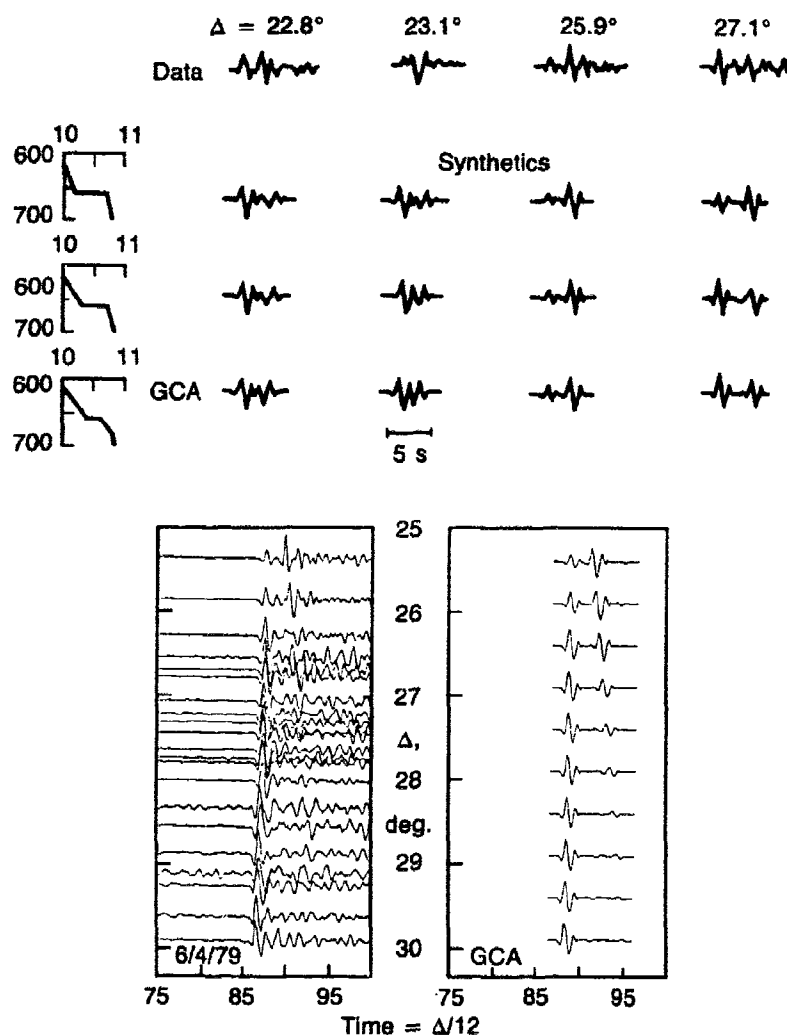 Δ = 22.8° 23.1° 25.9° 27.1°
Data
10 11
600
700
Synthetics
10 11
600
700
10 11
600
700
GCA
5 s
25
26
27
Δ,
28
deg.
29
30
6/4/79
GCA
75 85 95
75 85 95
Time = Δ/12